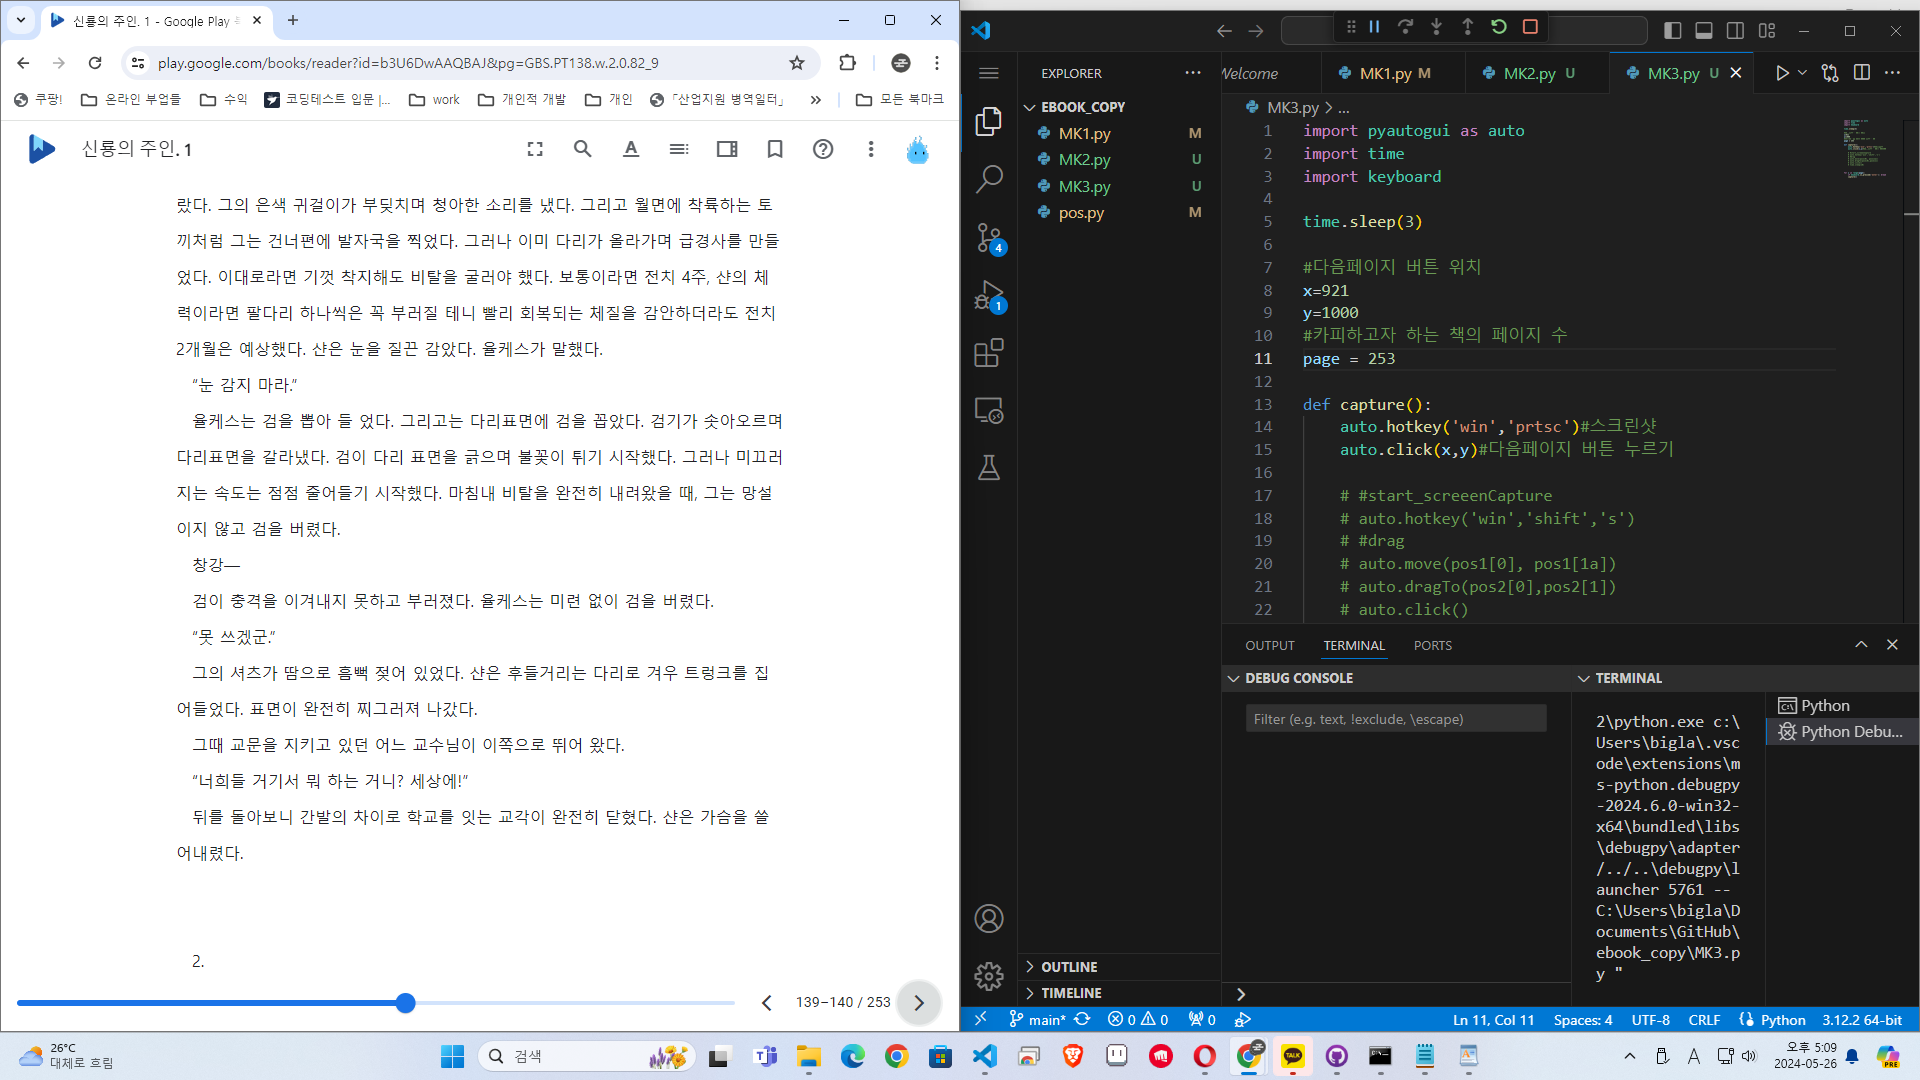 신룡의 주인. 1 - Google Play
play.google.com/books/reader?id=b3U6DwAAQBAJ&pg=GBS.PT138.w.2.0.82_9
쿠팡!
온라인 부업들
수익
코딩테스트 입문 |...
work
개인적 개발
개인
「산업지원 병역일터」
»
모든 북마크
신룡의 주인. 1
랐다. 그의 은색 귀걸이가 부딪치며 청아한 소리를 냈다. 그리고 월면에 착륙하는 토
끼처럼 그는 건너편에 발자국을 찍었다. 그러나 이미 다리가 올라가며 급경사를 만들
었다. 이대로라면 기껏 착지해도 비탈을 굴러야 했다. 보통이라면 전치 4주, 샨의 체
력이라면 팔다리 하나씩은 꼭 부러질 테니 빨리 회복되는 체질을 감안하더라도 전치
2개월은 예상했다. 샨은 눈을 질끈 감았다. 율케스가 말했다.
“눈 감지 마라.”
율케스는 검을 뽑아 들 었다. 그리고는 다리표면에 검을 꼽았다. 검기가 솟아오르며
다리표면을 갈라냈다. 검이 다리 표면을 긁으며 불꽃이 튀기 시작했다. 그러나 미끄러
지는 속도는 점점 줄어들기 시작했다. 마침내 비탈을 완전히 내려왔을 때, 그는 망설
이지 않고 검을 버렸다.
창강—
검이 충격을 이겨내지 못하고 부러졌다. 율케스는 미련 없이 검을 버렸다.
“못 쓰겠군.”
그의 셔츠가 땀으로 흠뻑 젖어 있었다. 샨은 후들거리는 다리로 겨우 트렁크를 집
어들었다. 표면이 완전히 찌그러져 나갔다.
그때 교문을 지키고 있던 어느 교수님이 이쪽으로 뛰어 왔다.
“너희들 거기서 뭐 하는 거니? 세상에!”
뒤를 돌아보니 간발의 차이로 학교를 잇는 교각이 완전히 닫혔다. 샨은 가슴을 쓸
어내렸다.
2.
139–140 / 253
EXPLORER
EBOOK_COPY
MK1.py M
MK2.py U
MK3.py U
pos.py M
OUTLINE
TIMELINE
Welcome
MK1.py M
MK2.py U
MK3.py U
MK3.py > ...
1 import pyautogui as auto
2 import time
3 import keyboard
4
5 time.sleep(3)
6
7 #다음페이지 버튼 위치
8 x=921
9 y=1000
10 #카피하고자 하는 책의 페이지 수
11 page = 253
12
13 def capture():
14 auto.hotkey('win','prtsc')#스크린샷
15 auto.click(x,y)#다음페이지 버튼 누르기
16
17 # #start_screeenCapture
18 # auto.hotkey('win','shift','s')
19 # #drag
20 # auto.move(pos1[0], pos1[1a])
21 # auto.dragTo(pos2[0],pos2[1])
22 # auto.click()
OUTPUT
TERMINAL
PORTS
DEBUG CONSOLE
Filter (e.g. text, !exclude, \escape)
TERMINAL
2\python.exe c:\
Users\bigla\.vsc
ode\extensions\m
s-python.debugpy
-2024.6.0-win32-
x64\bundled\libs
\debugpy\adapter
/../..\debugpy\l
auncher 5761 --
C:\Users\bigla\D
ocuments\GitHub\
ebook_copy\MK3.p
y "
Python
Python Debu...
4
1
main*
0
0
0
Ln 11, Col 11
Spaces: 4
UTF-8
CRLF
Python
3.12.2 64-bit
26°C
대체로 흐림
검색
TALK
A
오후 5:09
2024-05-26
PRE